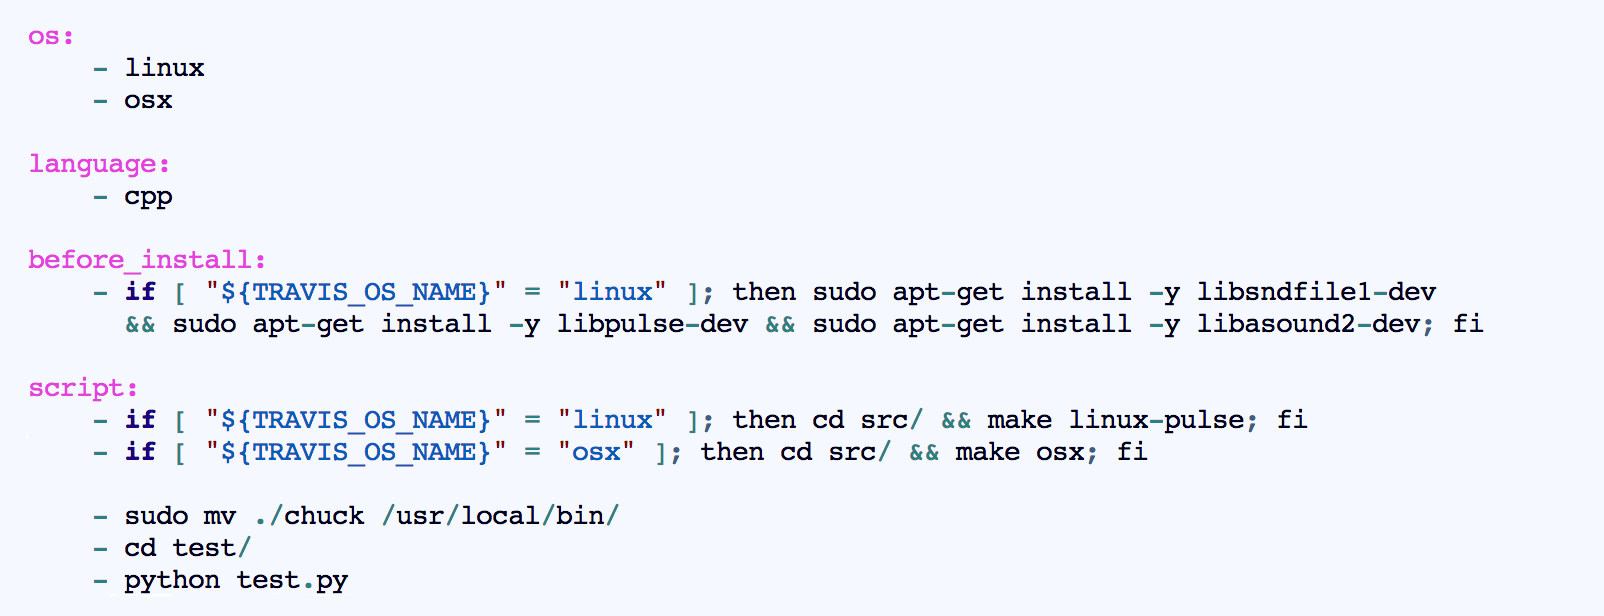 os:
- linux
- osx
language:
- cpp
before_install:
- if [ "${TRAVIS_OS_NAME}" = "linux" ]; then sudo apt-get install -y libsndfile1-dev
&& sudo apt-get install -y libpulse-dev && sudo apt-get install -y libasound2-dev; fi
script:
- if [ "${TRAVIS_OS_NAME}" = "linux" ]; then cd src/ && make linux-pulse; fi
- if [ "${TRAVIS_OS_NAME}" = "osx" ]; then cd src/ && make osx; fi
- sudo mv ./chuck /usr/local/bin/
- cd test/
- python test.py